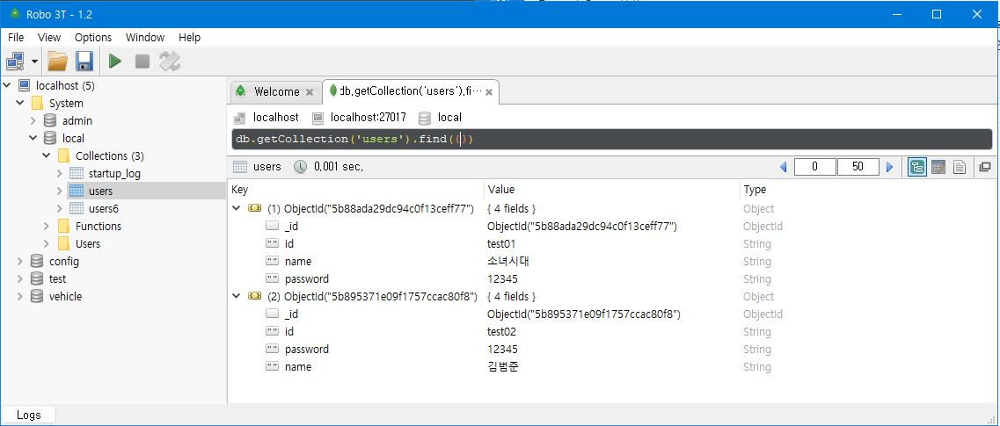 Robo 3T - 1.2
File View Options Window Help
localhost (5)
System
admin
local
Collections (3)
startup_log
users
users6
Functions
Users
config
test
vehicle
Welcome
db.getCollection('users').fi···
localhost localhost:27017 local
db.getCollection('users').find({})
users 0.001 sec.
0 50
Key Value Type
(1) ObjectId("5b88ada29dc94c0f13ceff77") { 4 fields } Object
_id ObjectId("5b88ada29dc94c0f13ceff77") ObjectId
"" id test01 String
"" name 소녀시대 String
"" password 12345 String
(2) ObjectId("5b895371e09f1757ccac80f8") { 4 fields } Object
_id ObjectId("5b895371e09f1757ccac80f8") ObjectId
"" id test02 String
"" password 12345 String
"" name 김범준 String
Logs